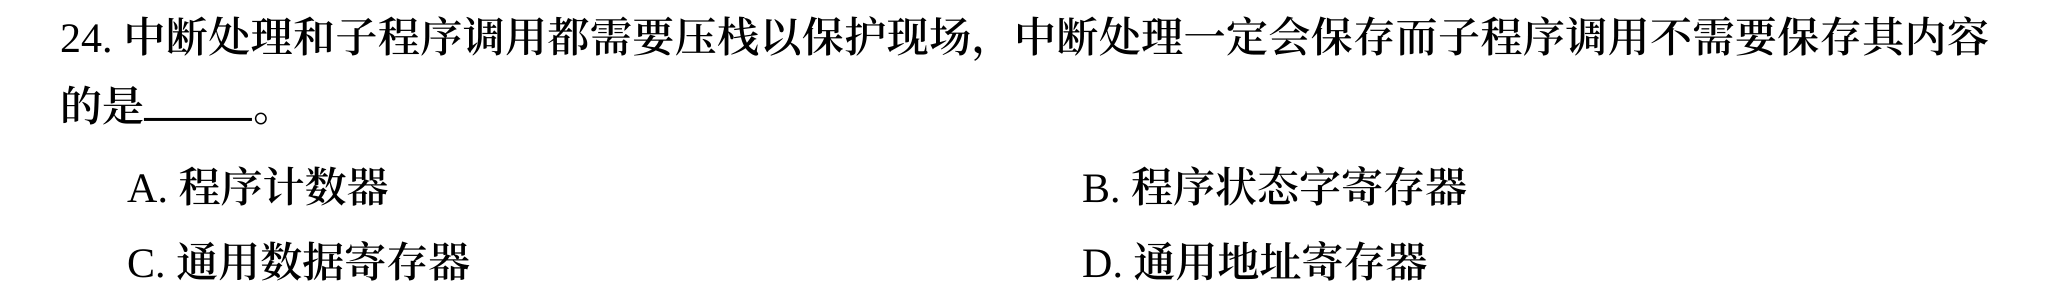 24. 中断处理和子程序调用都需要压栈以保护现场，中断处理一定会保存而子程序调用不需要保存其内容
的是_____。
A. 程序计数器 B. 程序状态字寄存器
C. 通用数据寄存器 D. 通用地址寄存器